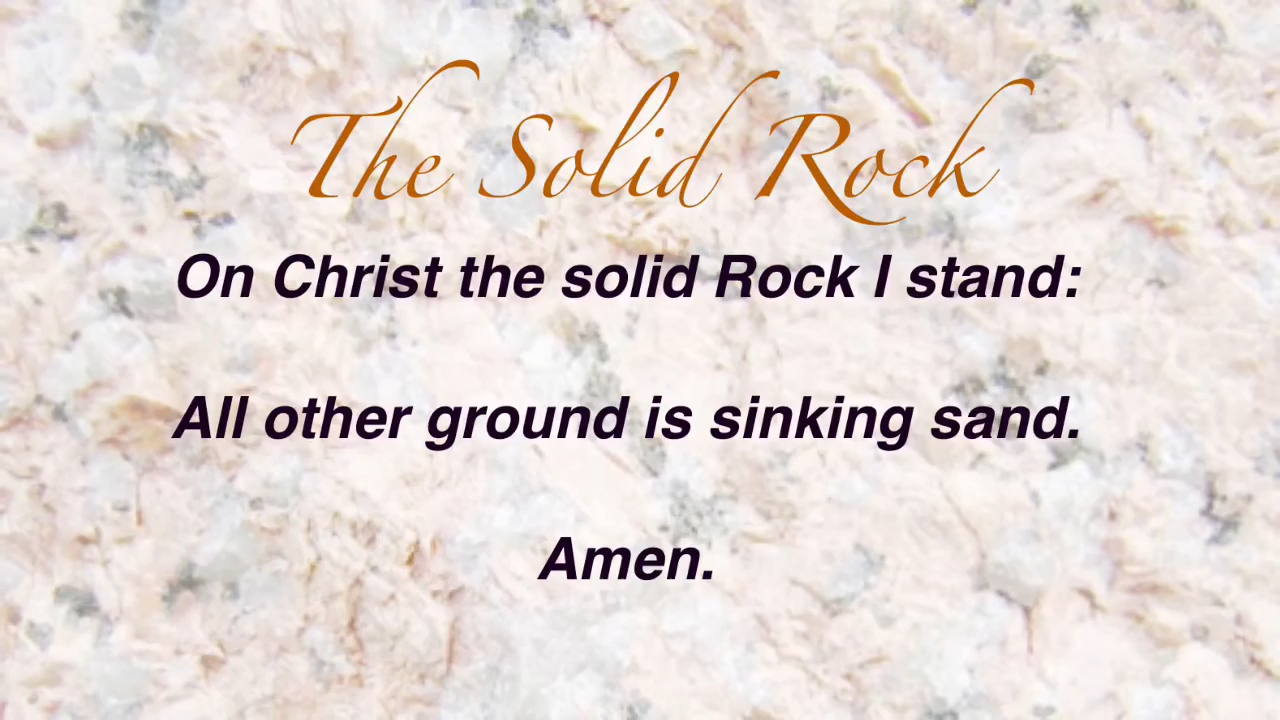 The Solid Rock
On Christ the solid Rock I stand:
All other ground is sinking sand.
Amen.